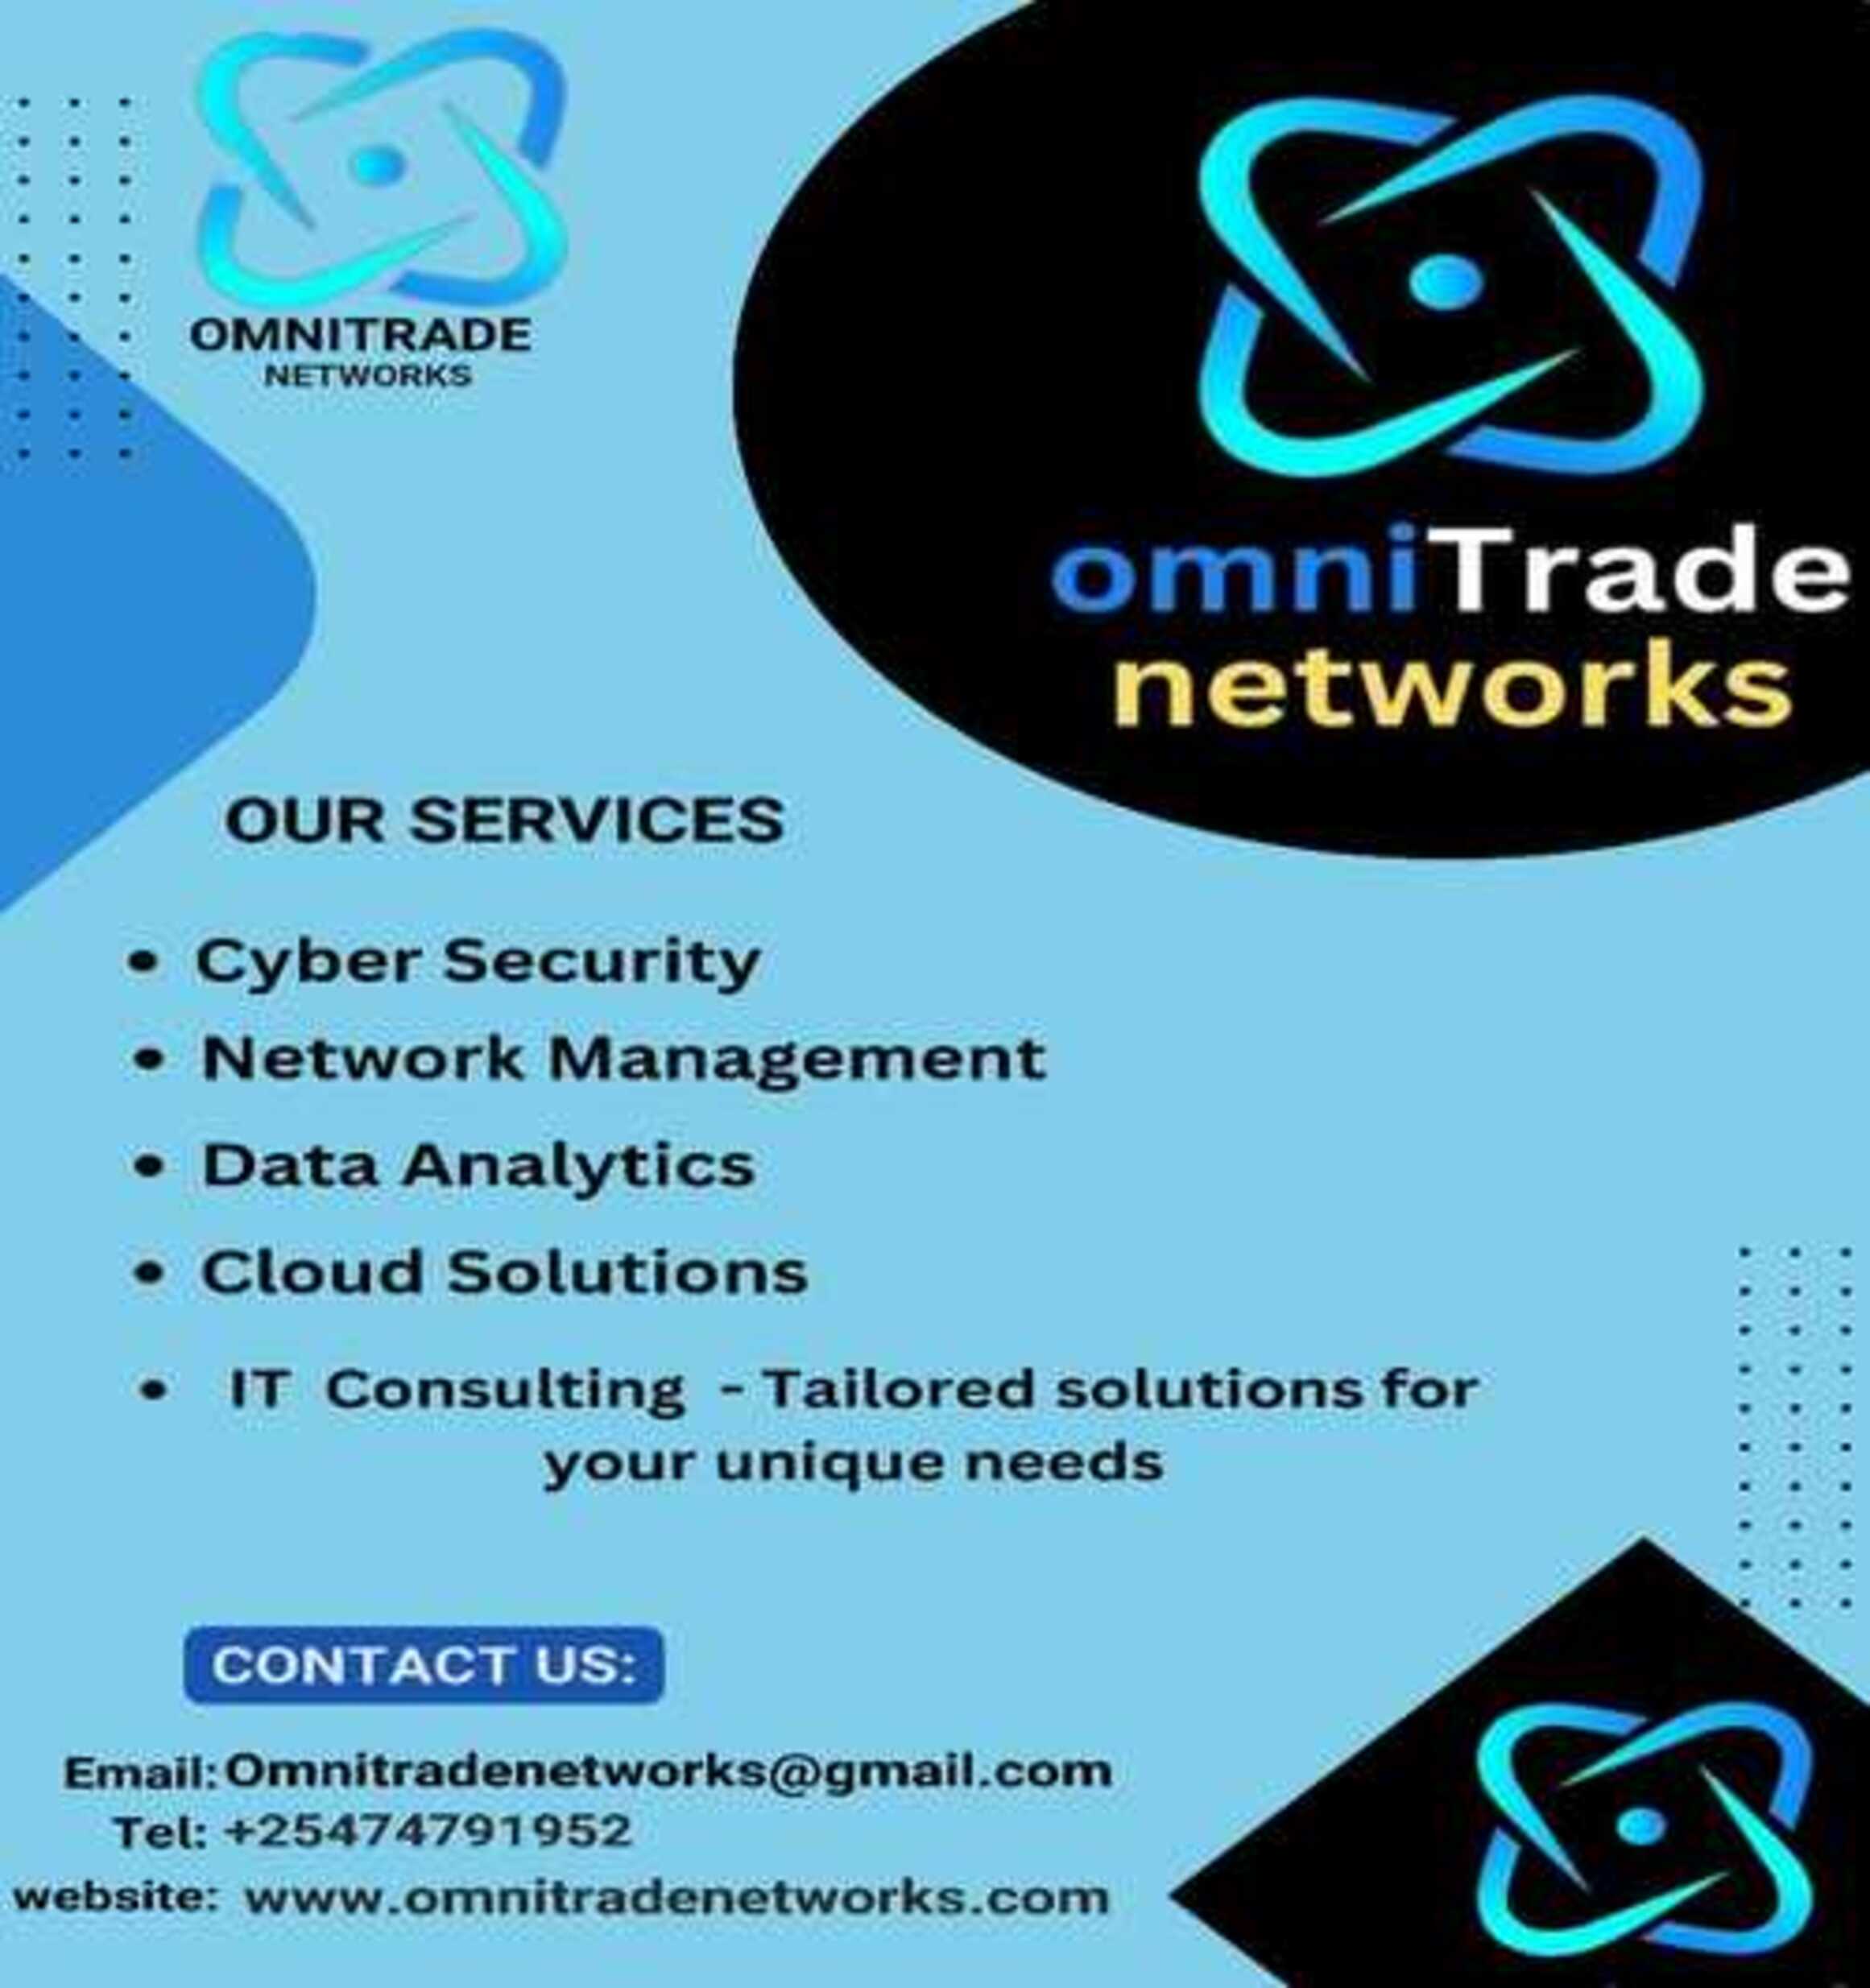 OMNITRADE
NETWORKS
omniTrade
networks
OUR SERVICES
• Cyber Security
• Network Management
• Data Analytics
• Cloud Solutions
• IT Consulting - Tailored solutions for
your unique needs
CONTACT US:
Email: Omnitradenetworks@gmail.com
Tel: +25474791952
website: www.omnitradenetworks.com